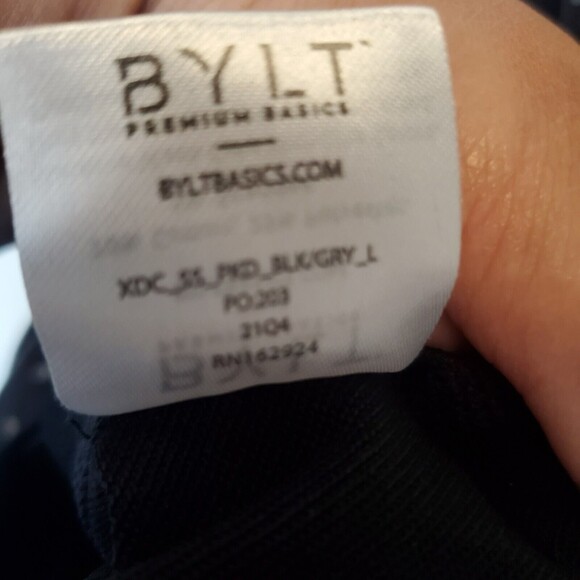 BYLT
PREMIUM BASICS
BYLTBASICS.COM
XDC_SS_PKD_BLK/GRY_L
PO:203
21Q4
RN162924